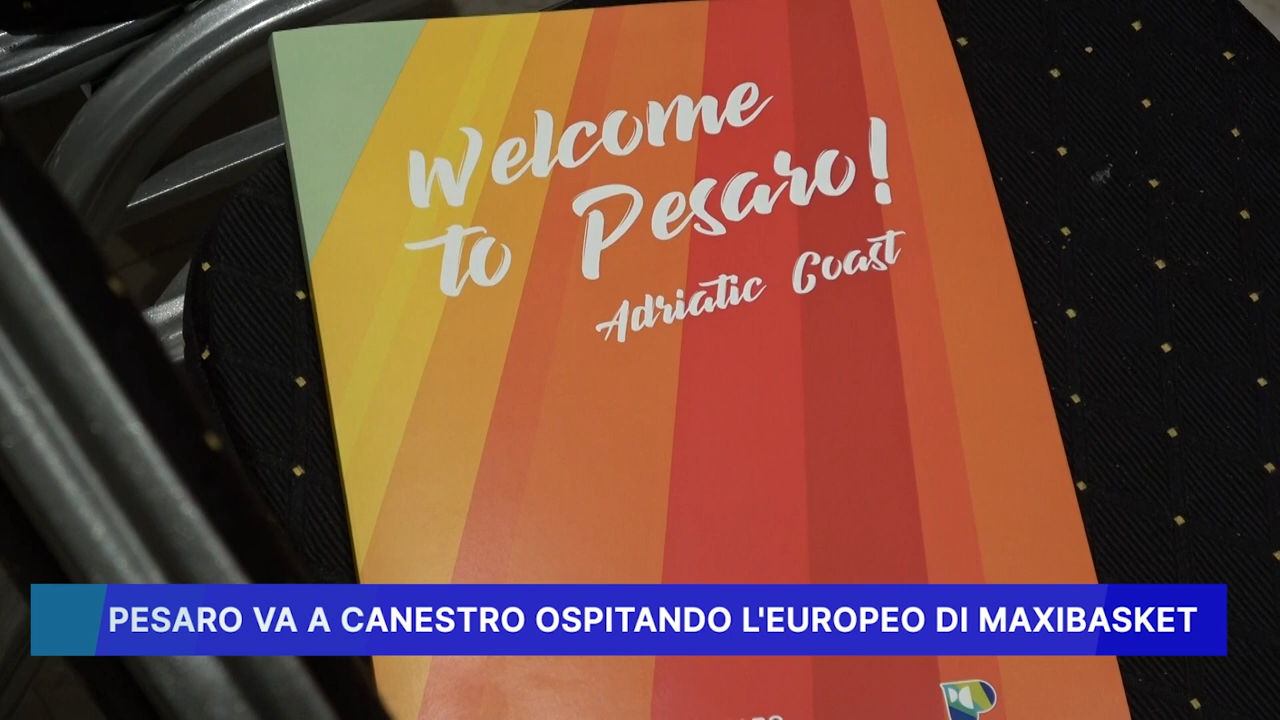 Welcome
to Pesaro!
Adriatic Coast
PESARO VA A CANESTRO OSPITANDO L'EUROPEO DI MAXIBASKET